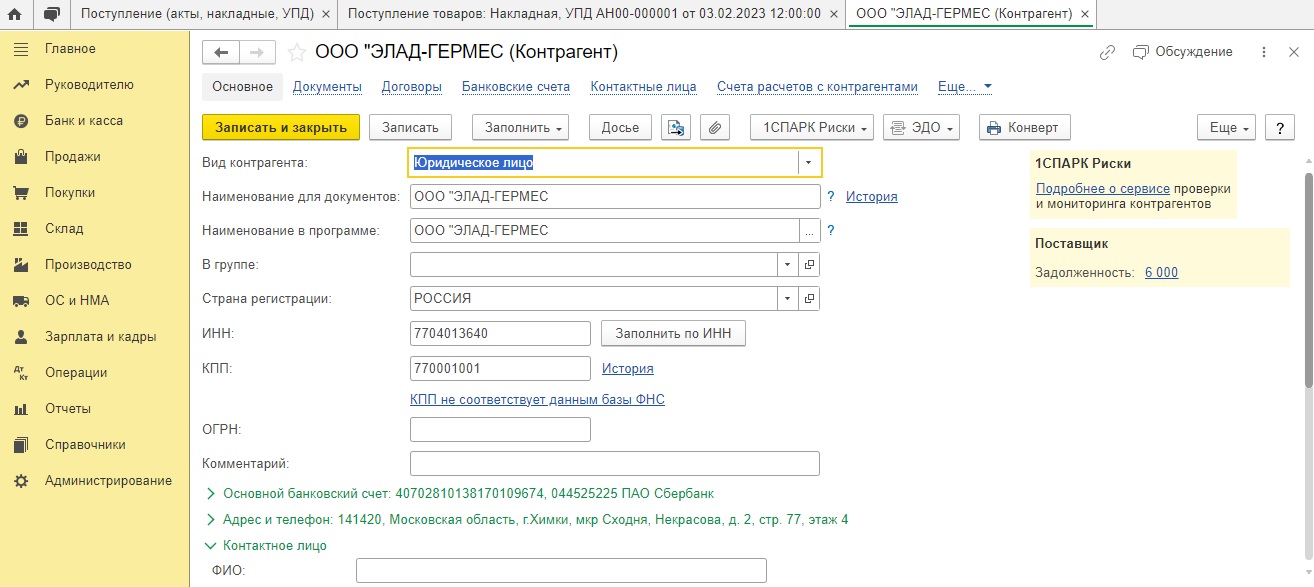 Поступление (акты, накладные, УПД) × Поступление товаров: Накладная, УПД АН00-000001 от 03.02.2023 12:00:00 × ООО "ЭЛАД-ГЕРМЕС (Контрагент) ×
Главное
Руководителю
Банк и касса
Продажи
Покупки
Склад
Производство
ОС и НМА
Зарплата и кадры
Операции
Отчеты
Справочники
Администрирование
ООО "ЭЛАД-ГЕРМЕС (Контрагент)
Обсуждение
Основное Документы Договоры Банковские счета Контактные лица Счета расчетов с контрагентами Еще...
Записать и закрыть Записать Заполнить Досье 1СПАРК Риски ЭДО Конверт Еще ?
Вид контрагента: Юридическое лицо
Наименование для документов: ООО "ЭЛАД-ГЕРМЕС ? История
Наименование в программе: ООО "ЭЛАД-ГЕРМЕС ... ?
В группе:
Страна регистрации: РОССИЯ
ИНН: 7704013640 Заполнить по ИНН
КПП: 770001001 История
КПП не соответствует данным базы ФНС
ОГРН:
Комментарий:
Основной банковский счет: 40702810138170109674, 044525225 ПАО Сбербанк
Адрес и телефон: 141420, Московская область, г.Химки, мкр Сходня, Некрасова, д. 2, стр. 77, этаж 4
Контактное лицо
ФИО:
1СПАРК Риски
Подробнее о сервисе проверки
и мониторинга контрагентов
Поставщик
Задолженность: 6 000